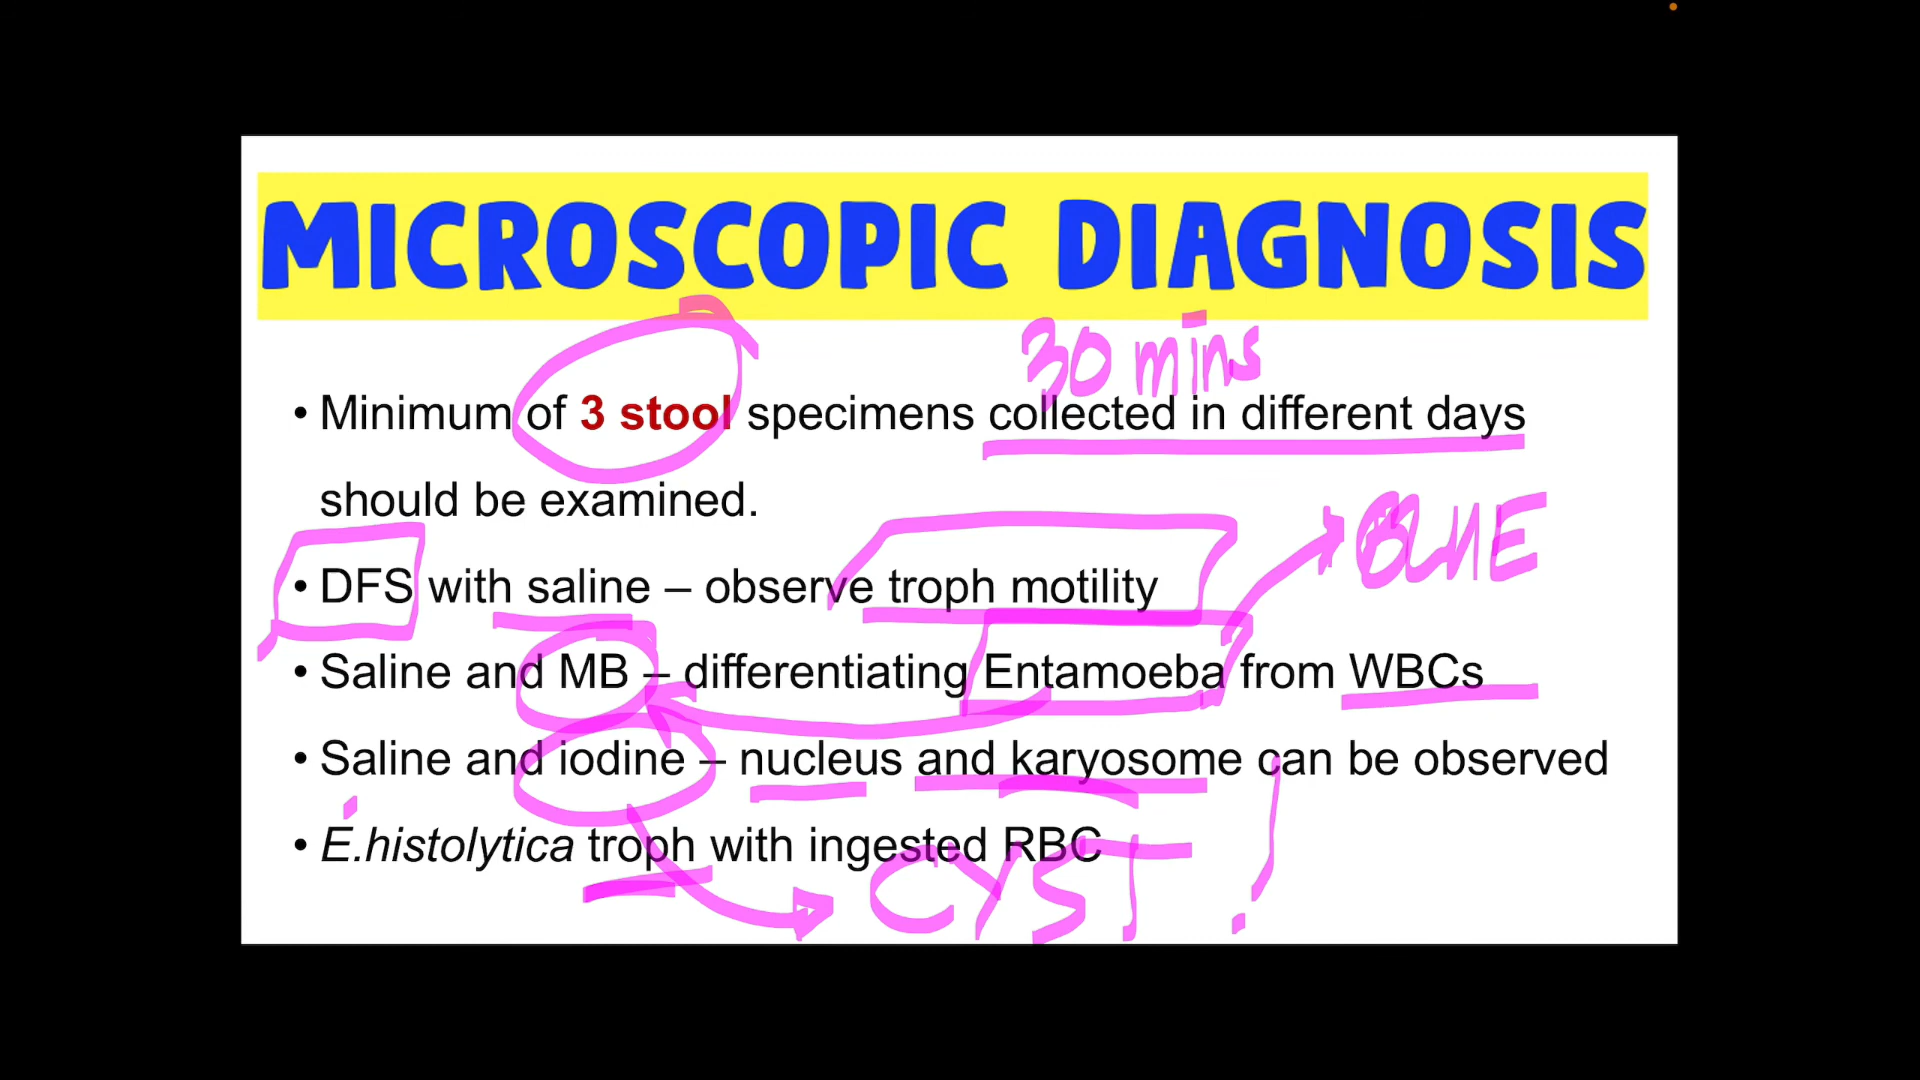 MICROSCOPIC DIAGNOSIS
30 mins
• Minimum of 3 stool specimens collected in different days
should be examined.
BLUE
• DFS with saline – observe troph motility
• Saline and MB – differentiating Entamoeba from WBCs
• Saline and iodine – nucleus and karyosome can be observed
• E.histolytica troph with ingested RBC
CYST !